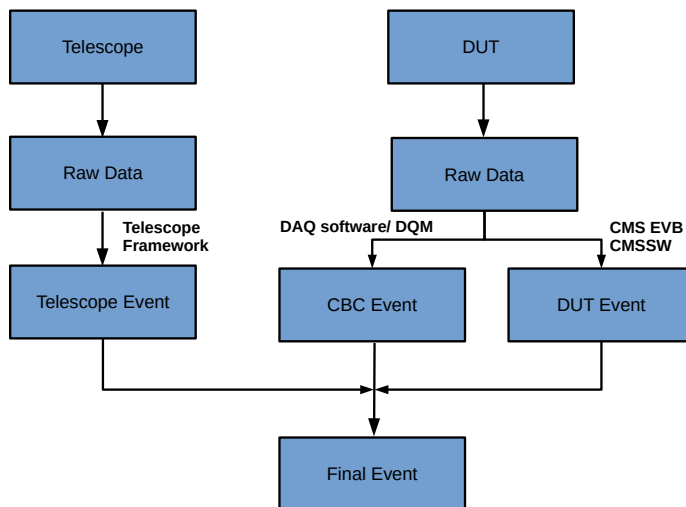 Telescope
DUT
Raw Data
Raw Data
Telescope
Framework
DAQ software/ DQM
CMS EVB
CMSSW
Telescope Event
CBC Event
DUT Event
Final Event